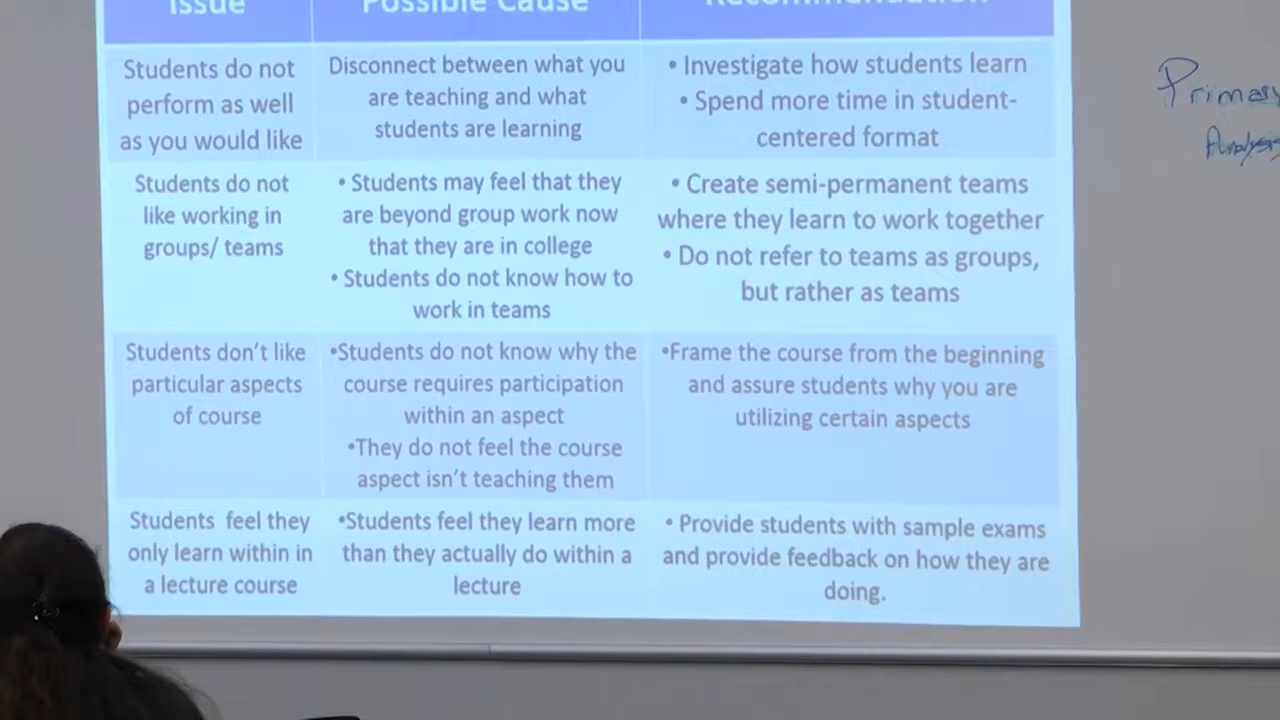 Issue
Possible Cause
Recommendation
Students do not
perform as well
as you would like
Disconnect between what you
are teaching and what
students are learning
• Investigate how students learn
• Spend more time in student-
centered format
Students do not
like working in
groups/ teams
• Students may feel that they
are beyond group work now
that they are in college
• Students do not know how to
work in teams
• Create semi-permanent teams
where they learn to work together
• Do not refer to teams as groups,
but rather as teams
Students don't like
particular aspects
of course
•Students do not know why the
course requires participation
within an aspect
•They do not feel the course
aspect isn't teaching them
•Frame the course from the beginning
and assure students why you are
utilizing certain aspects
Students feel they
only learn within in
a lecture course
•Students feel they learn more
than they actually do within a
lecture
• Provide students with sample exams
and provide feedback on how they are
doing.
Primary
Analysis